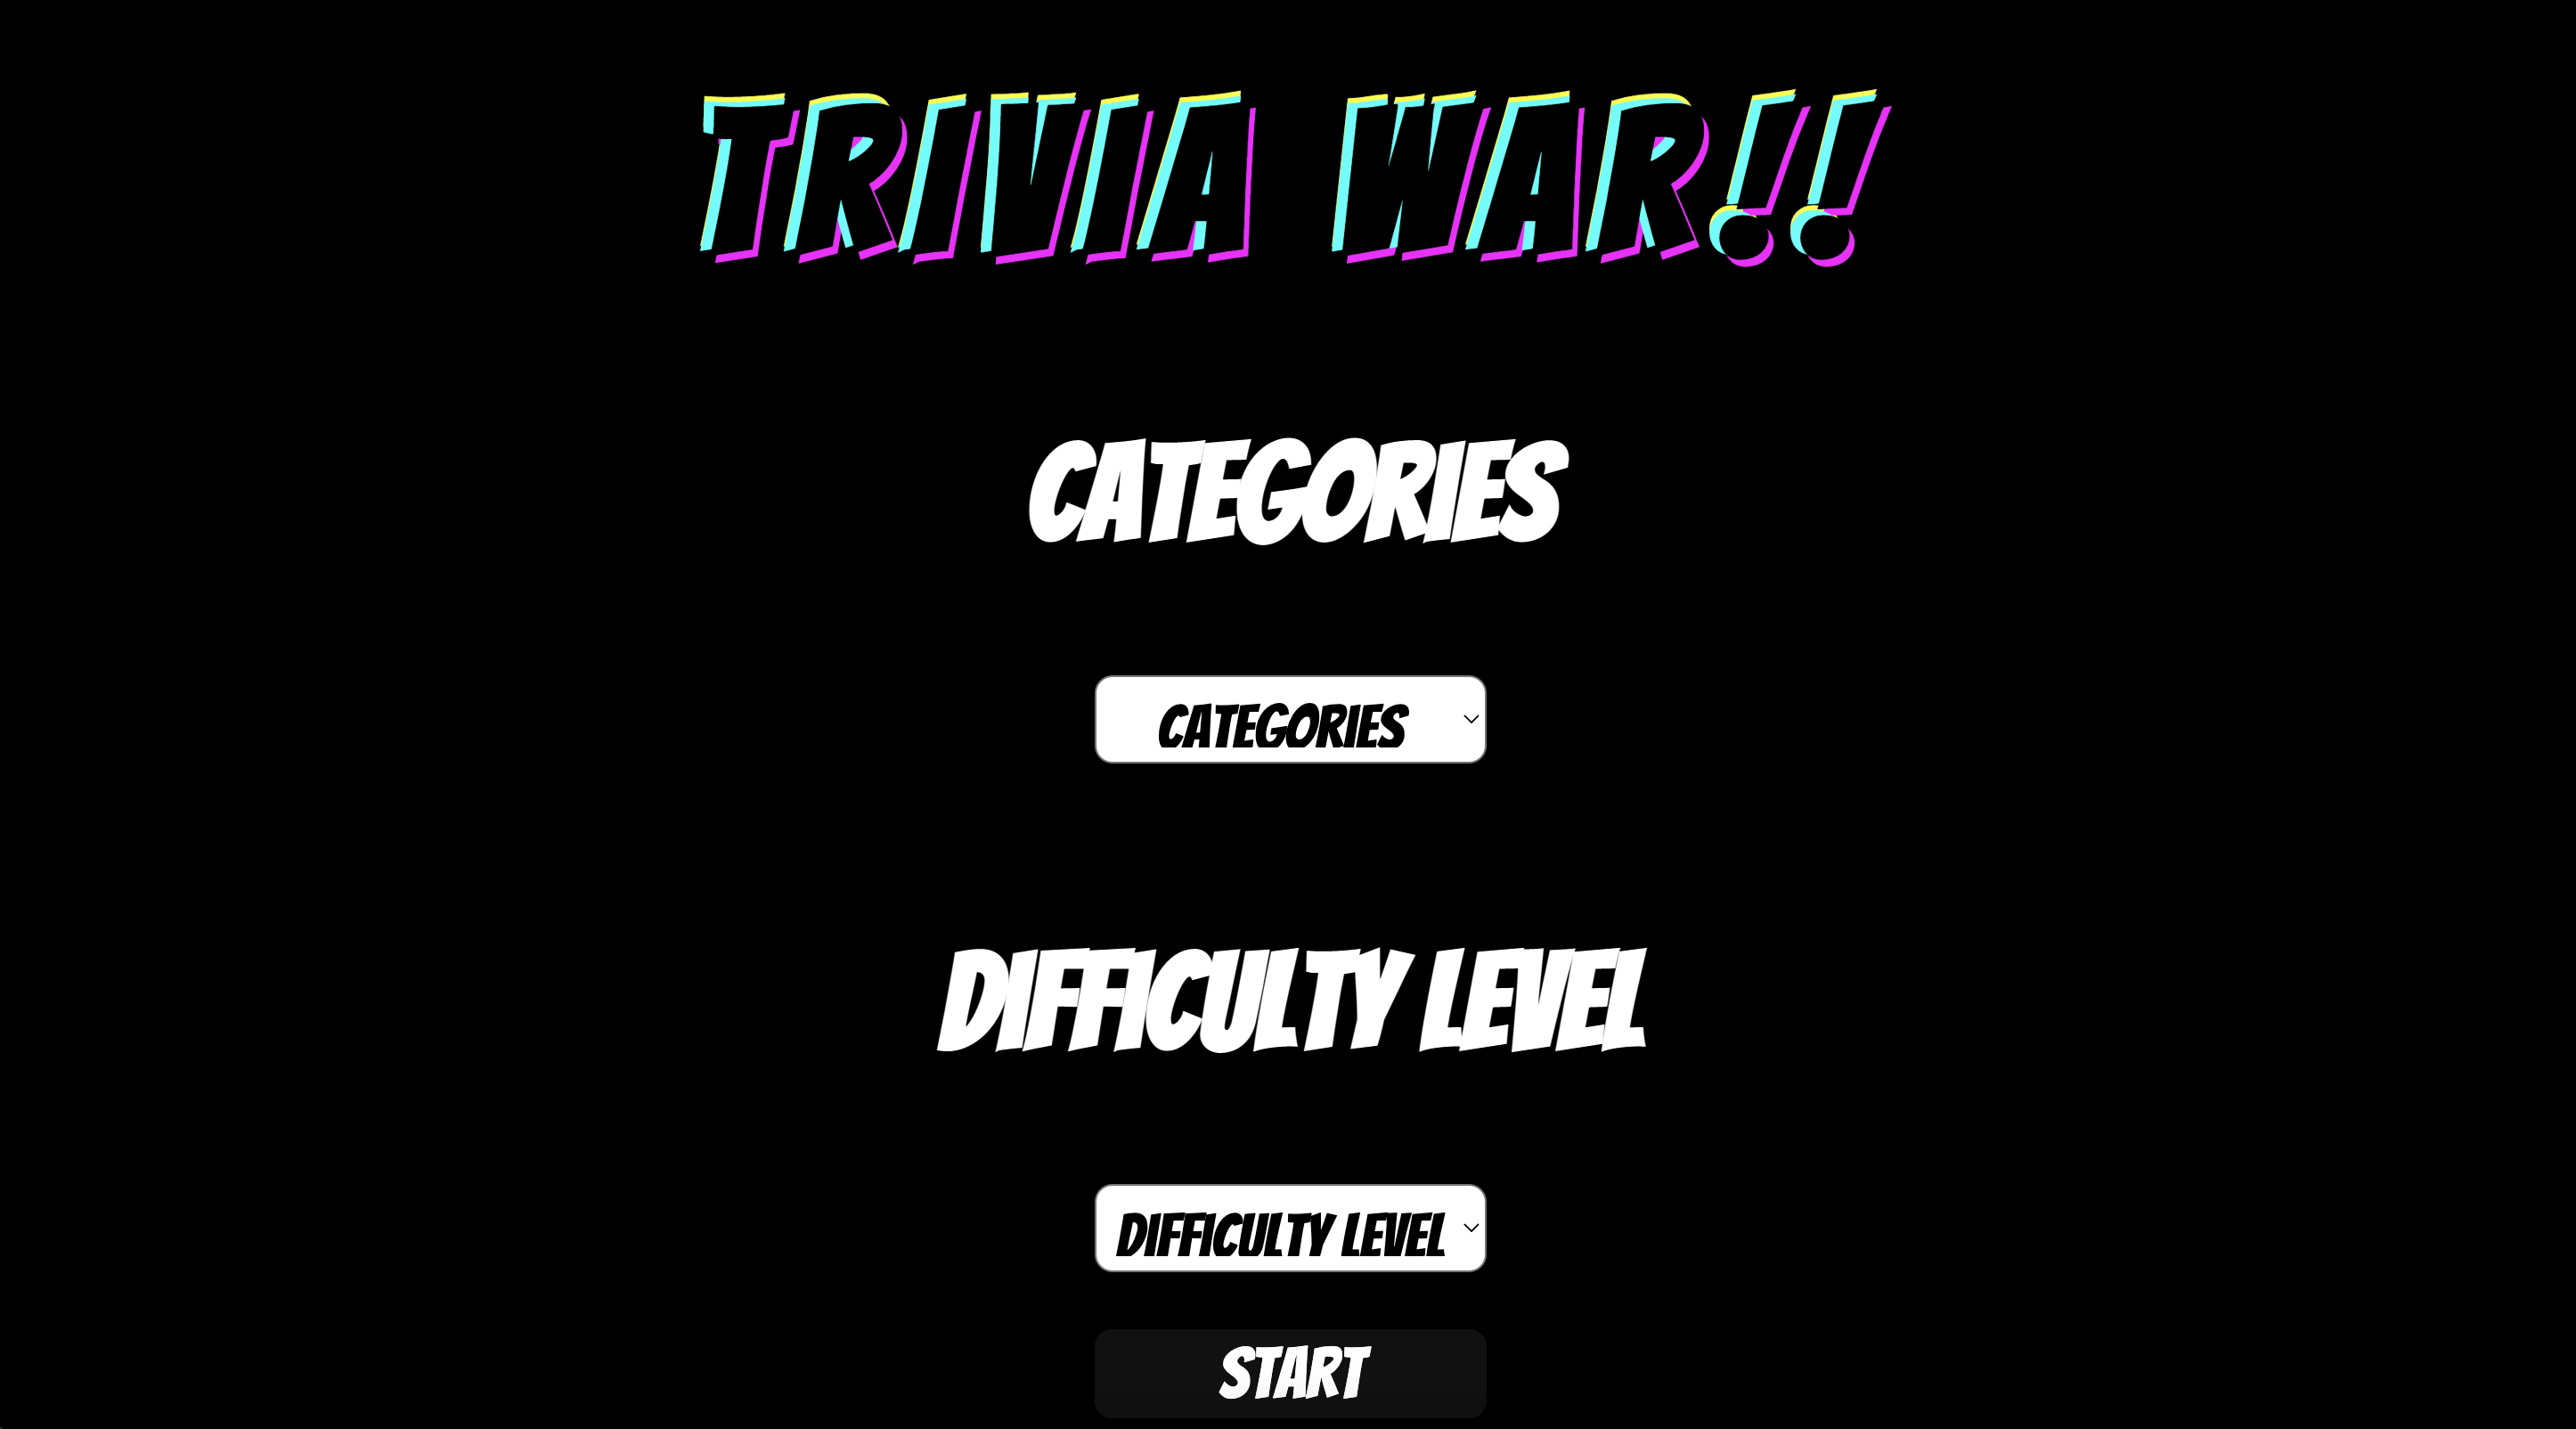 TRIVIA WAR!!
CATEGORIES
CATEGORIES
DIFFICULTY LEVEL
DIFFICULTY LEVEL
START